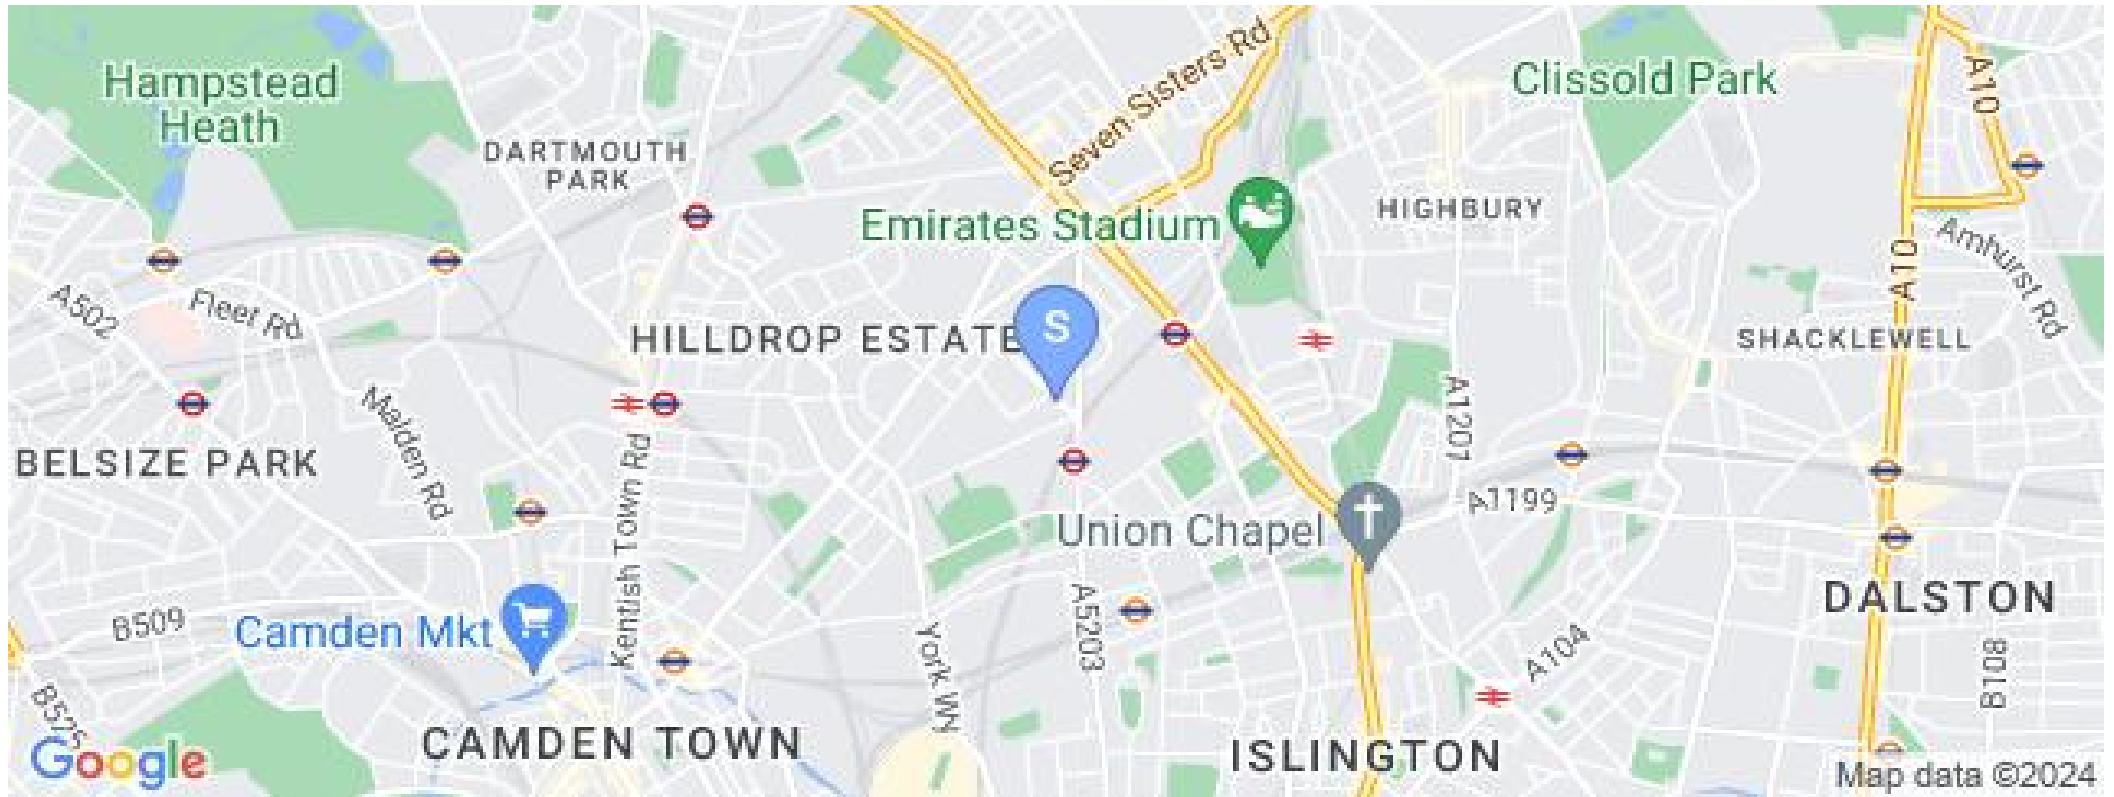 Hampstead
Heath
Seven Sisters Rd
Clissold Park
A10
DARTMOUTH
PARK
Emirates Stadium
HIGHBURY
Amhurst Rd
A10
A502
Fleet Rd
HILLDROP ESTATE
S
SHACKLEWELL
Malden Rd
A1207
BELSIZE PARK
Kentish Town Rd
A1199
Union Chapel
DALSTON
B509
Camden Mkt
A5203
York Wy
A104
B108
B525
CAMDEN TOWN
ISLINGTON
Google
Map data ©2024